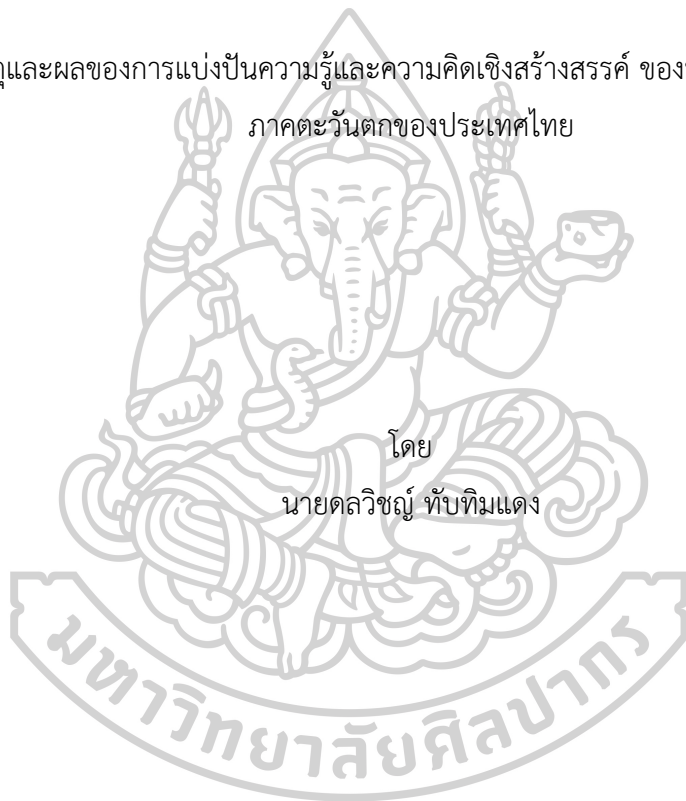 และผลของการแบ่งปันความรู้และความคิดเชิงสร้างสรรค์ ของ
ภาคตะวันตกของประเทศไทย
โดย
นายดลวิชญ์ ทับทิมแดง
มหาวิทยาลัยศิลปากร